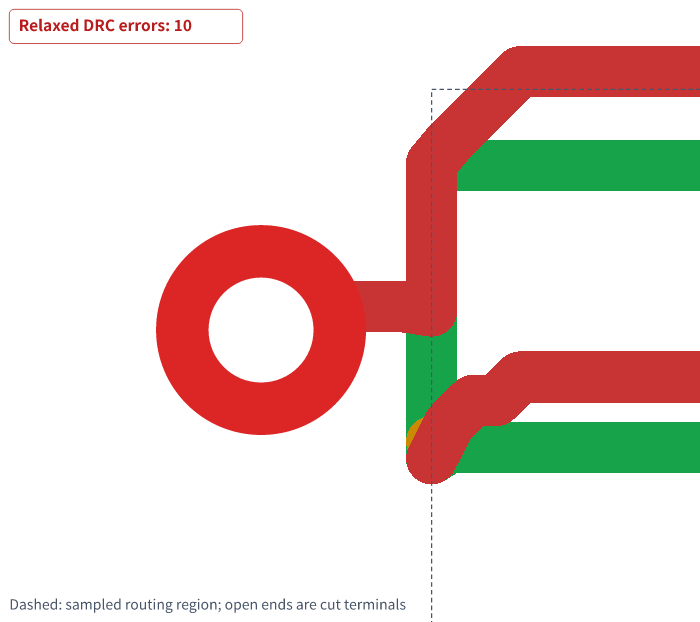 Relaxed DRC errors: 10
Dashed: sampled routing region; open ends are cut terminals